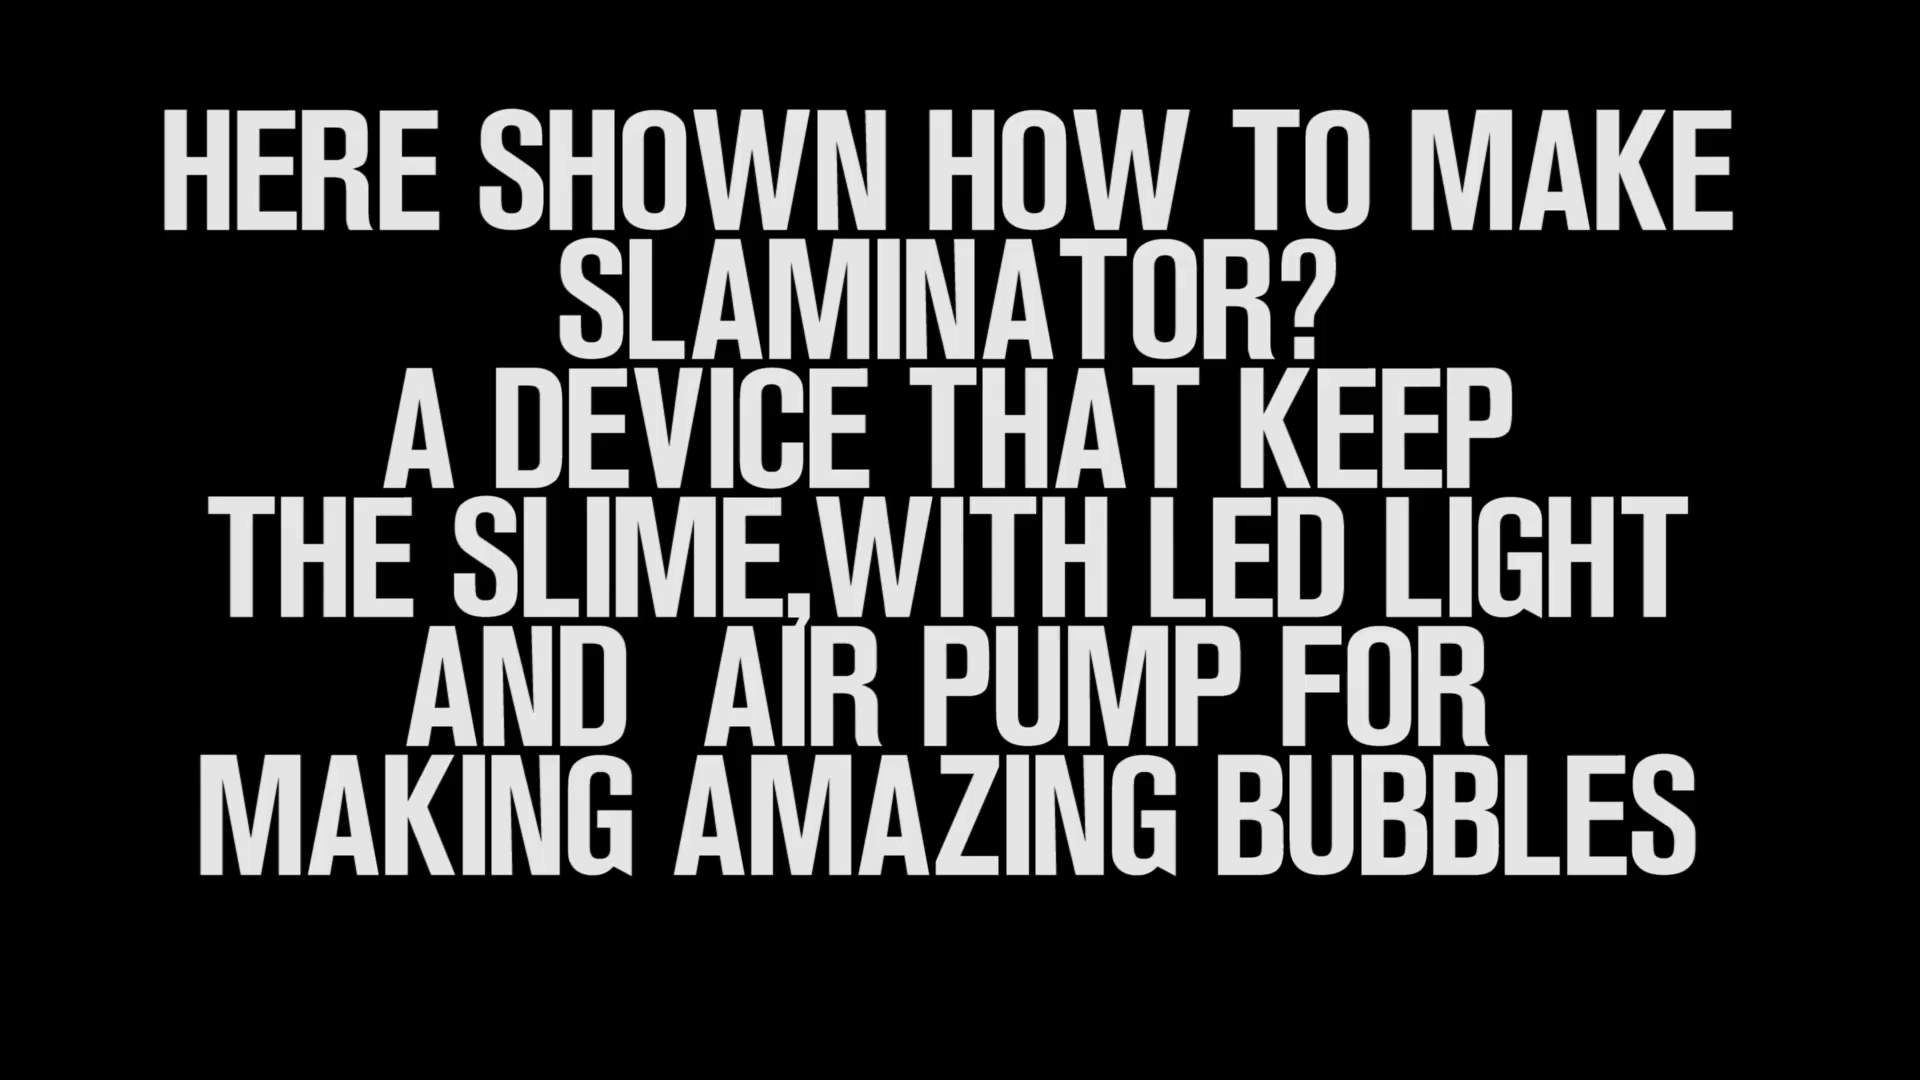 HERE SHOWN HOW TO MAKE
SLAMINATOR?
A DEVICE THAT KEEP
THE SLIME,WITH LED LIGHT
AND  AIR PUMP FOR
MAKING AMAZING BUBBLES